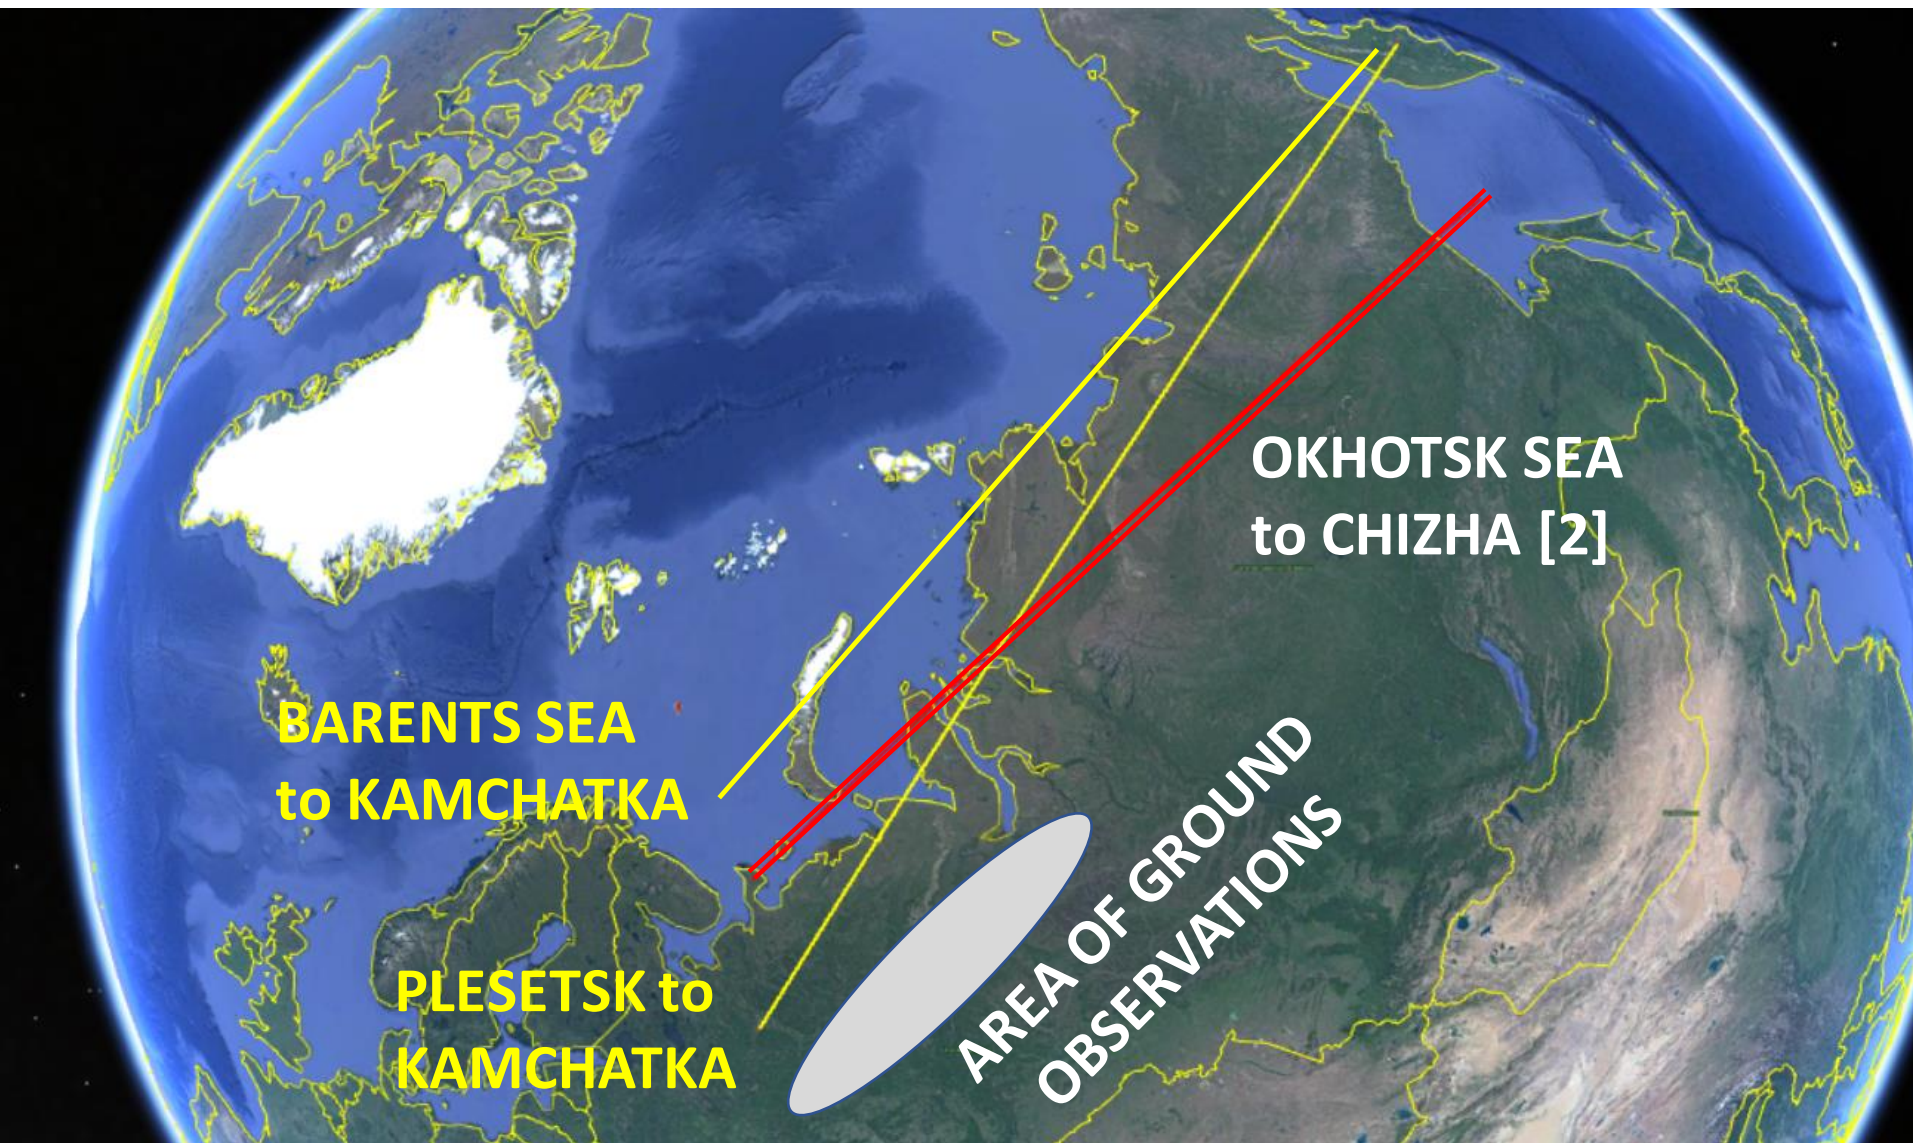 OKHOTSK SEA
to CHIZHA [2]
BARENTS SEA
to KAMCHATKA
AREA OF GROUND
OBSERVATIONS
PLESETSK to
KAMCHATKA